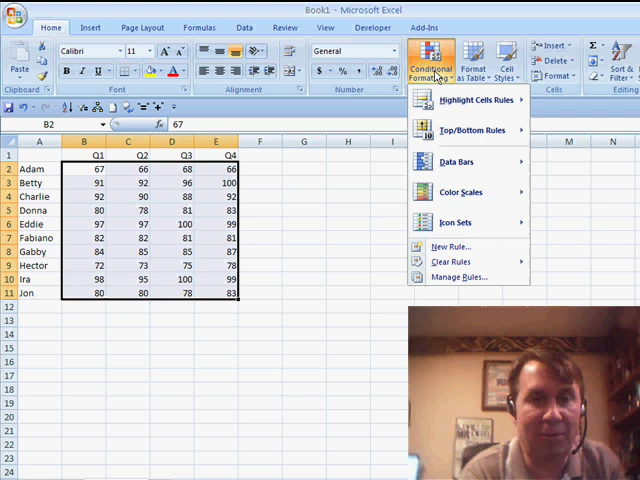 Book1 - Microsoft Excel
Home Insert Page Layout Formulas Data Review View Developer Add-Ins
Paste
Clipboard
Calibri 11 A A
B I U A
Font
Alignment
General
$ % ,
Number
Conditional Formatting
Format as Table
Cell Styles
Insert
Delete
Format
Cells
Σ
Sort & Filter
Highlight Cells Rules
Top/Bottom Rules
Data Bars
Color Scales
Icon Sets
New Rule...
Clear Rules
Manage Rules...
B2 fx 67
A B C D E F G H I M N
1 Q1 Q2 Q3 Q4
2 Adam 67 66 68 66
3 Betty 91 92 96 100
4 Charlie 92 90 88 92
5 Donna 80 78 81 83
6 Eddie 97 97 100 99
7 Fabiano 82 82 81 81
8 Gabby 84 85 85 87
9 Hector 72 73 75 78
10 Ira 98 95 100 99
11 Jon 80 80 78 83
12
13
14
15
16
17
18
19
20
21
22
23
24